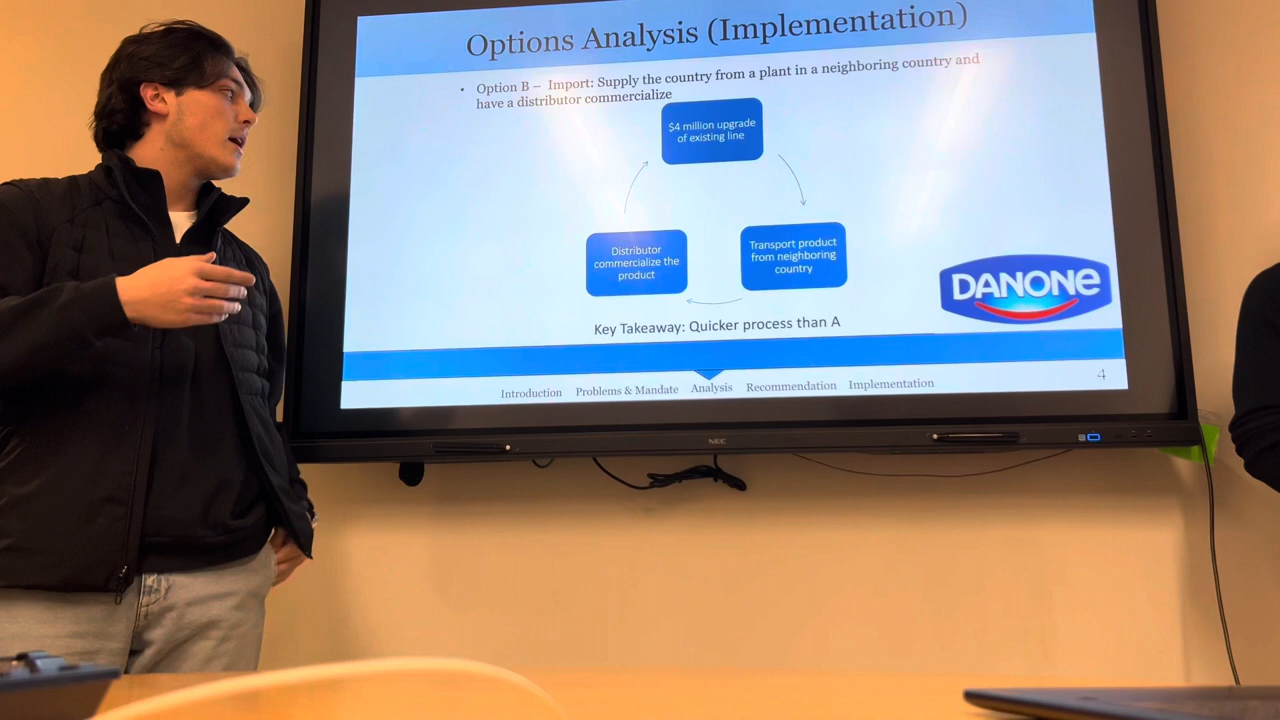 Options Analysis (Implementation)
• Option B – Import: Supply the country from a plant in a neighboring country and
have a distributor commercialize
$4 million upgrade
of existing line
Distributor
commercialize the
product
Transport product
from neighboring
country
DANONE
Key Takeaway: Quicker process than A
Introduction Problems & Mandate Analysis Recommendation Implementation
4
NEC